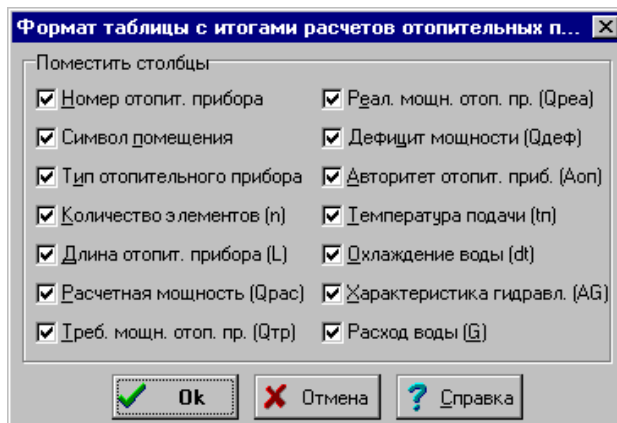 Формат таблицы с итогами расчетов отопительных п...
Поместить столбцы
Номер отопит. прибора
Символ помещения
Тип отопительного прибора
Количество элементов (n)
Длина отопит. прибора (L)
Расчетная мощность (Qрас)
Треб. мощн. отоп. пр. (Qтр)
Реал. мощн. отоп. пр. (Qреа)
Дефицит мощности (Qдеф)
Авторитет отопит. приб. (Аоп)
Температура подачи (tп)
Охлаждение воды (dt)
Характеристика гидравл. (AG)
Расход воды (G)
Ok
Отмена
Справка